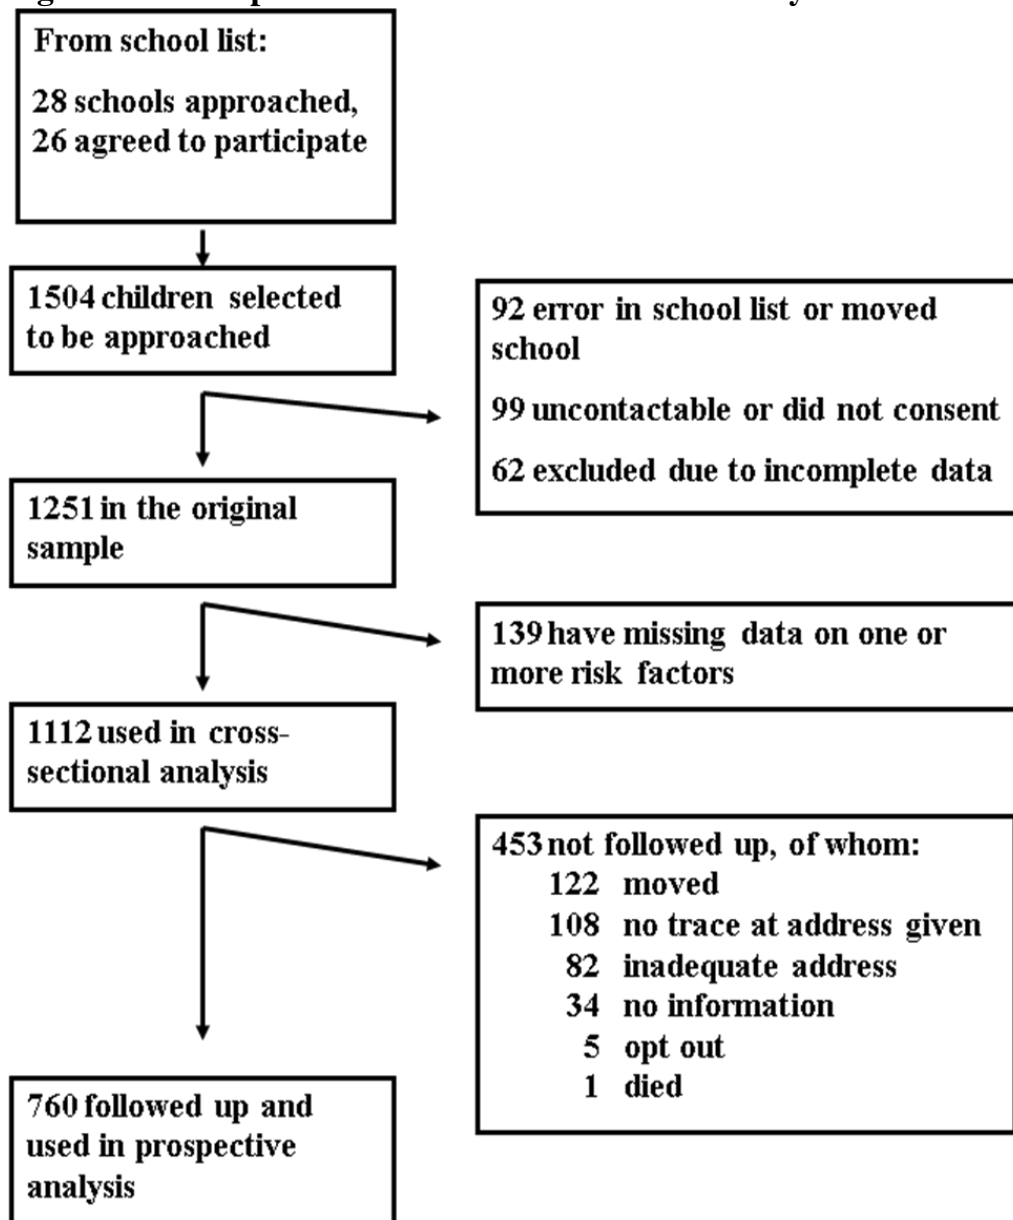 From school list:
28 schools approached,
26 agreed to participate
1504 children selected
to be approached
92 error in school list or moved
school
99 uncontactable or did not consent
62 excluded due to incomplete data
1251 in the original
sample
139 have missing data on one or
more risk factors
1112 used in cross-
sectional analysis
453 not followed up, of whom:
122 moved
108 no trace at address given
82 inadequate address
34 no information
5 opt out
1 died
760 followed up and
used in prospective
analysis